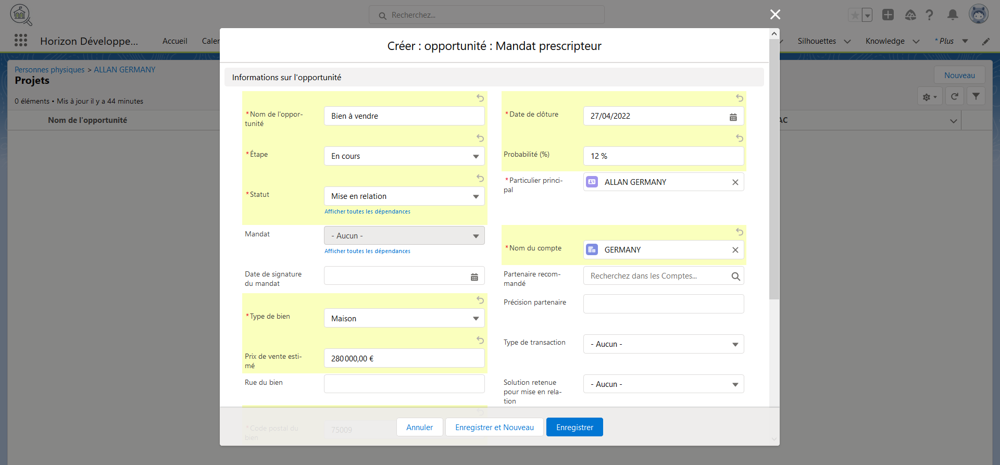 Recherchez...
Horizon Développe...
Accueil
Caler
Silhouettes
Knowledge
* Plus
Personnes physiques > ALLAN GERMANY
Projets
0 éléments • Mis à jour il y a 44 minutes
Nouveau
Nom de l'opportunité
AC
Créer : opportunité : Mandat prescripteur
Informations sur l'opportunité
*Nom de l'oppor-
tunité
Bien à vendre
*Date de clôture
27/04/2022
*Étape
En cours
Probabilité (%)
12 %
*Statut
Mise en relation
Afficher toutes les dépendances
*Particulier princi-
pal
ALLAN GERMANY
Mandat
- Aucun -
Afficher toutes les dépendances
*Nom du compte
GERMANY
Date de signature
du mandat
Partenaire recom-
mandé
Recherchez dans les Comptes...
*Type de bien
Maison
Précision partenaire
Prix de vente esti-
mé
280 000,00 €
Type de transaction
- Aucun -
Rue du bien
Solution retenue
pour mise en rela-
tion
- Aucun -
*Code postal du
bien
75009
Annuler
Enregistrer et Nouveau
Enregistrer